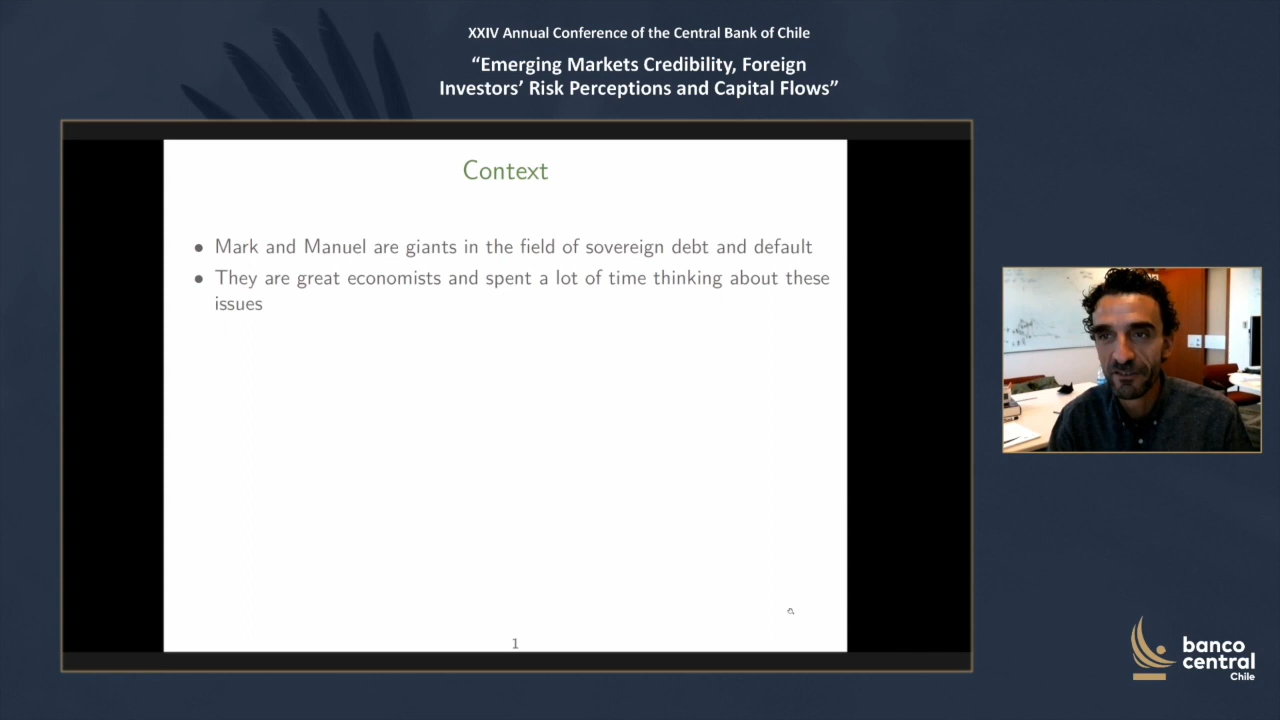 XXIV Annual Conference of the Central Bank of Chile
“Emerging Markets Credibility, Foreign
Investors’ Risk Perceptions and Capital Flows”
Context
• Mark and Manuel are giants in the field of sovereign debt and default
• They are great economists and spent a lot of time thinking about these
issues
1
banco
central
Chile